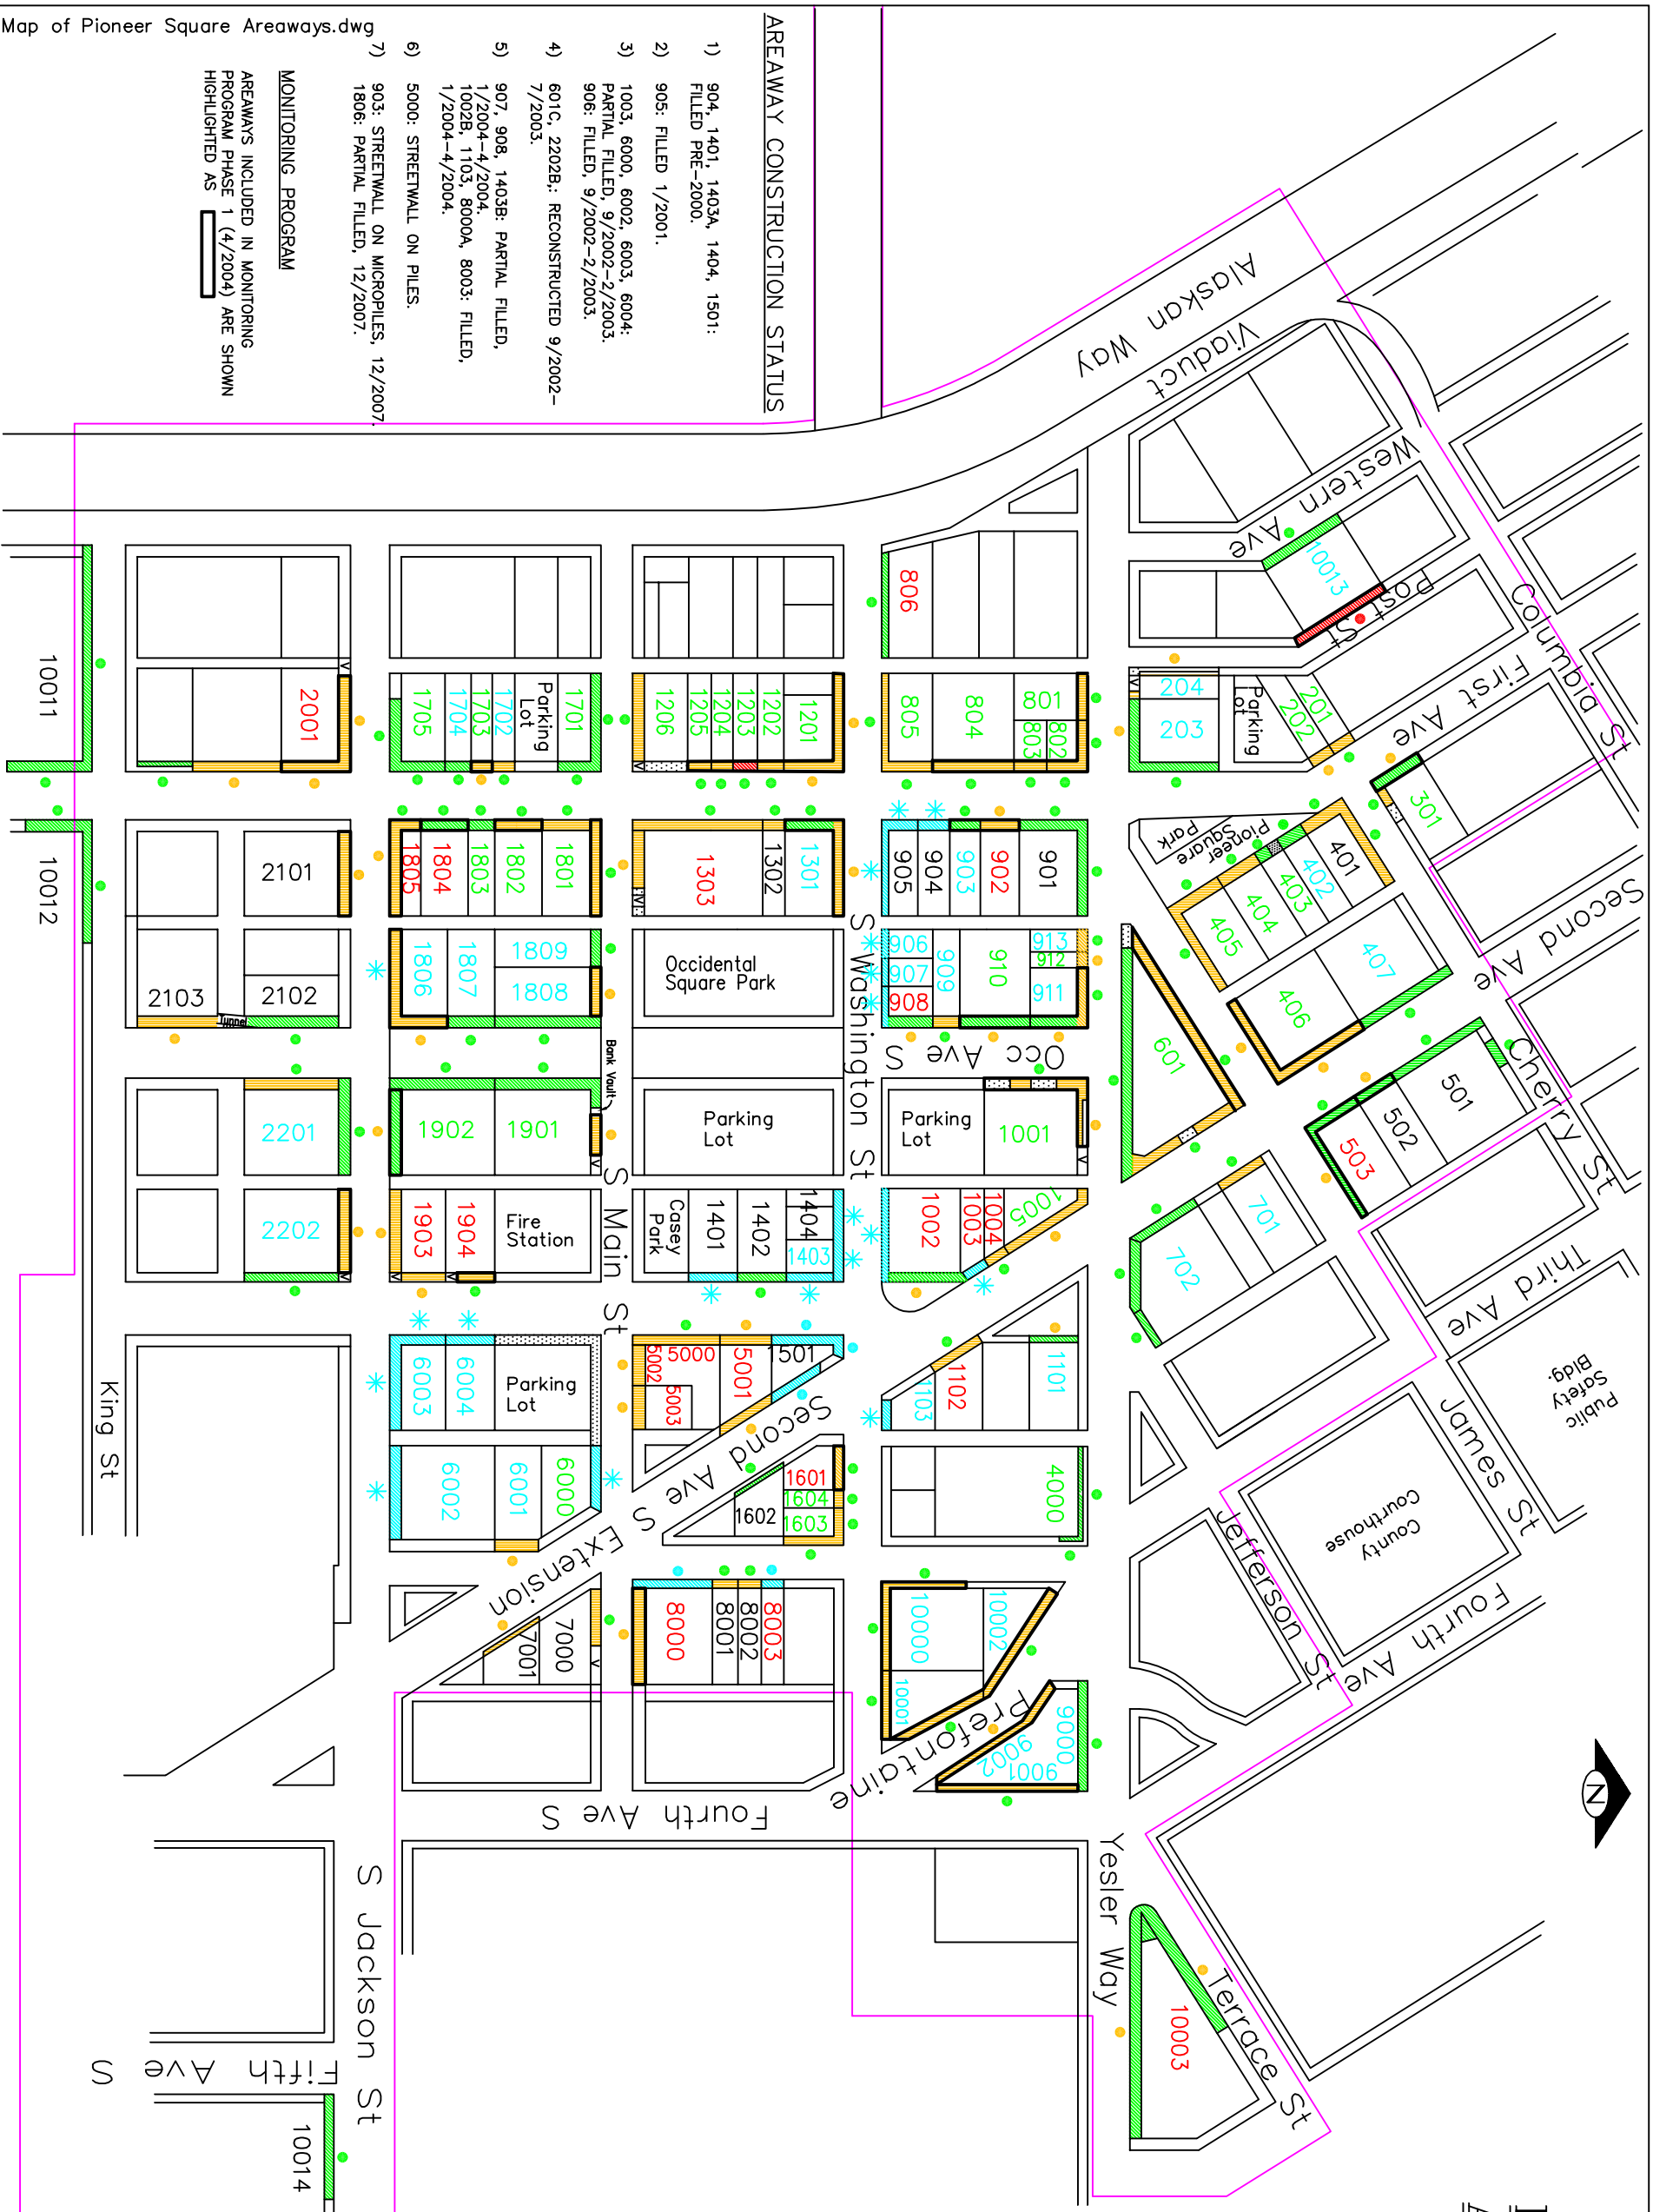 Map of Pioneer Square Areaways.dwg
AREAWAY CONSTRUCTION STATUS
1) 904, 1401, 1403A, 1404, 1501:
FILLED PRE-2000.
2) 905: FILLED 1/2001.
3) 1003, 6000, 6002, 6003, 6004:
PARTIAL FILLED, 9/2002-2/2003.
906: FILLED, 9/2002-2/2003.
4) 601C, 2202B,: RECONSTRUCTED 9/2002-
7/2003.
5) 907, 908, 1403B: PARTIAL FILLED,
1/2004-4/2004.
1002B, 1103, 8000A, 8003: FILLED,
1/2004-4/2004.
6) 5000: STREETWALL ON PILES.
7) 903: STREETWALL ON MICROPILES, 12/2007.
1806: PARTIAL FILLED, 12/2007.
MONITORING PROGRAM
AREAWAYS INCLUDED IN MONITORING
PROGRAM PHASE 1 (4/2004) ARE SHOWN
HIGHLIGHTED AS
Alaskan Way
Viaduct
Western Ave
Post St
First Ave
Columbia St
Second Ave
Cherry St
Third Ave
James St
Jefferson St
Fourth Ave
Terrace St
Yesler Way
Prefontaine
Occ Ave S
S Washington St
S Main St
Second Ave S
Extension
Fourth Ave S
S Jackson St
Fifth Ave S
King St
Public
Safety
Bldg.
County
Courthouse
N
10013
204
203
Parking
Lot
201
202
301
Pioneer
Square
Park
401
402
403
404
405
406
407
501
502
503
601
701
702
10003
806
805
804
801
803
802
905
904
903
902
901
906
907
908
909
910
913
912
911
Parking
Lot
1001
1002
1003
1004
1005
1103
1102
1101
4000
10000
10002
10001
9000
9001
9002
1206
1205
1204
1203
1202
1201
1303
1302
1301
Occidental
Square Park
Parking
Lot
Bank Vault
Casey
Park
1401
1402
1404
1403
5002
5000
5003
5001
1501
1601
1604
1603
1602
8000
8001
8002
8003
1705
1704
1703
1702
Parking
Lot
1701
1805
1804
1803
1802
1801
1806
1807
1809
1808
1902
1901
1903
1904
Fire
Station
6003
6004
Parking
Lot
6002
6001
6000
7000
7001
2001
2101
2103
2102
Tunnel
2201
2202
10011
10012
10014
V
V
V
V
V
V
V
V
V
V